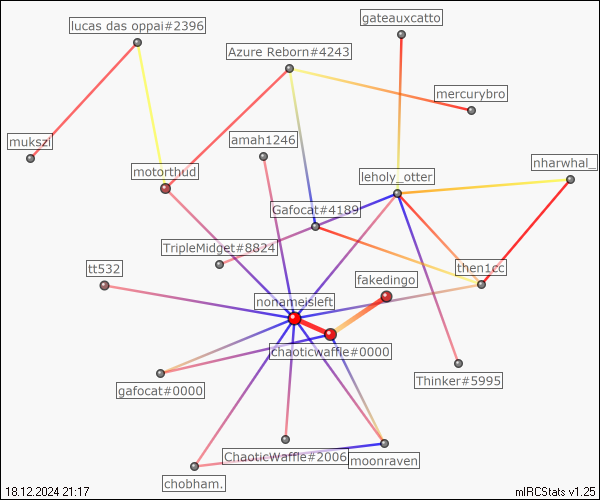 lucas das oppai#2396
gateauxcatto
Azure Reborn#4243
mercurybro
mukszi
amah1246
motorthud
nharwhal_
leholy_otter
Gafocat#4189
TripleMidget#8824
tt532
then1cc
fakedingo
nonameisleft
chaoticwaffle#0000
gafocat#0000
Thinker#5995
ChaoticWaffle#2006
moonraven
chobham.
18.12.2024 21:17
mIRCStats v1.25